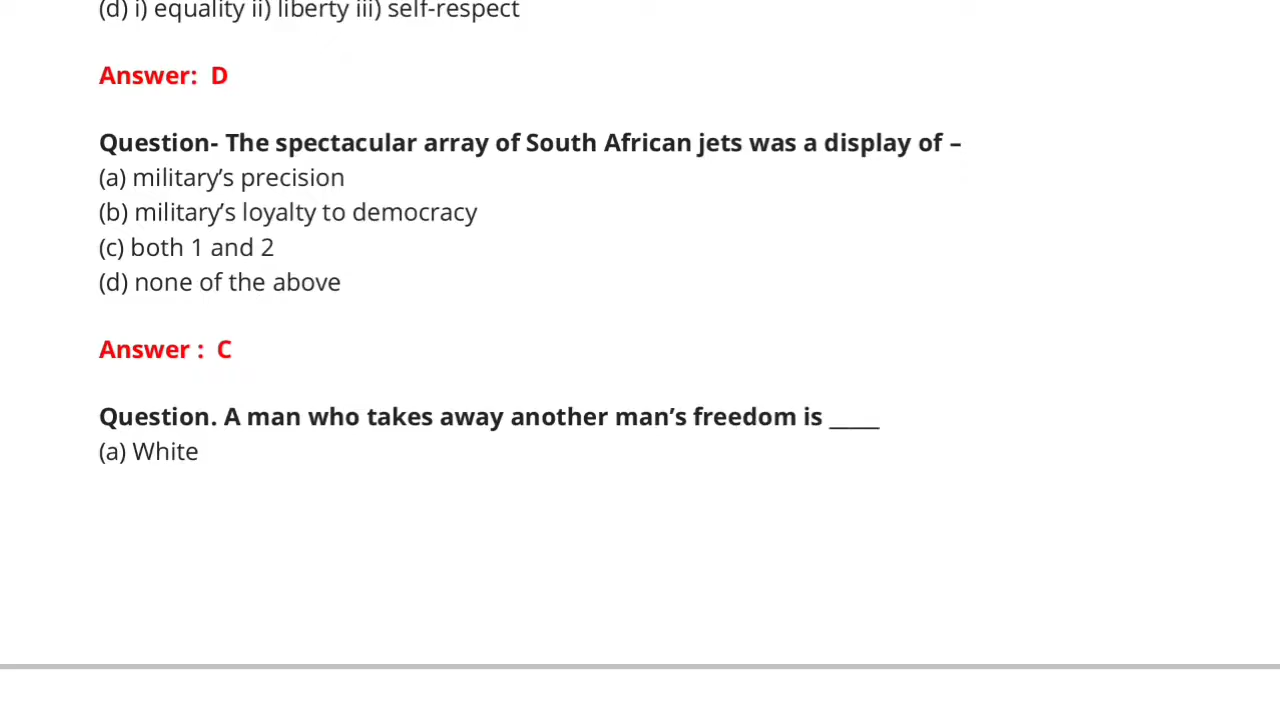 (d) i) equality ii) liberty iii) self-respect
Answer:  D
Question- The spectacular array of South African jets was a display of –
(a) military’s precision
(b) military’s loyalty to democracy
(c) both 1 and 2
(d) none of the above
Answer :  C
Question. A man who takes away another man’s freedom is _____
(a) White